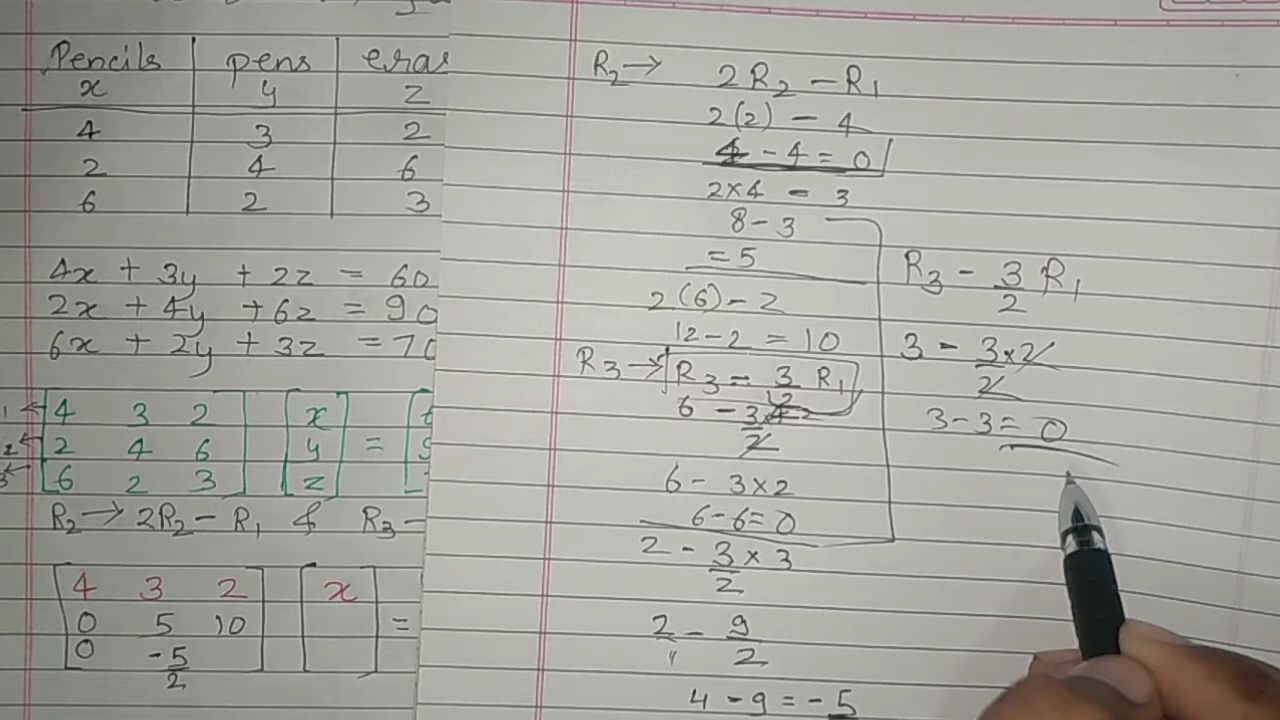 Pencils pens
x y z
4 3 2
2 4 6
6 2 3
4x + 3y + 2z = 60
2x + 4y + 6z = 90
6x + 2y + 3z = 70
4 3 2 x
2 4 6 y =
6 2 3 z
R2 → 2R2 - R1 & R3 -
4 3 2 x
0 5 10 =
0 -5/2
R2 → 2R2 - R1
2(2) - 4
4 - 4 = 0
2×4 - 3
8 - 3
= 5
2(6) - 2
12 - 2 = 10
R3 → R3 - 3/2 R1
6 - 3×4/2
6 - 3×2
6 - 6 = 0
2 - 3/2 × 3
2/1 - 9/2
4 - 9 = -5
R3 - 3/2 R1
3 - 3×2/2
3 - 3 = 0